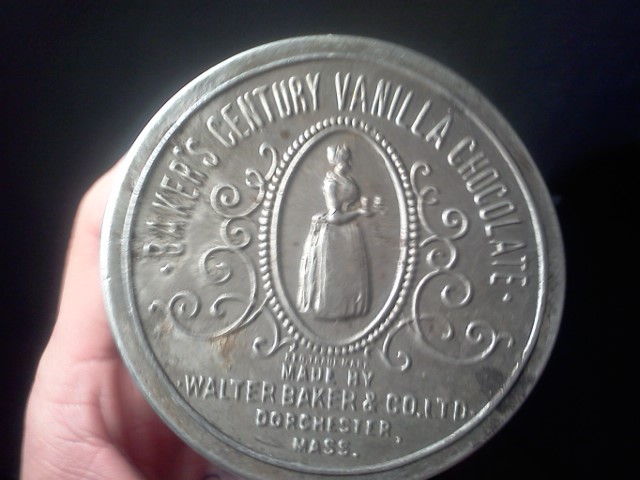 ·BAKER'S CENTURY VANILLA CHOCOLATE·
MADE BY
·WALTER BAKER & CO. LTD.
DORCHESTER,
MASS.